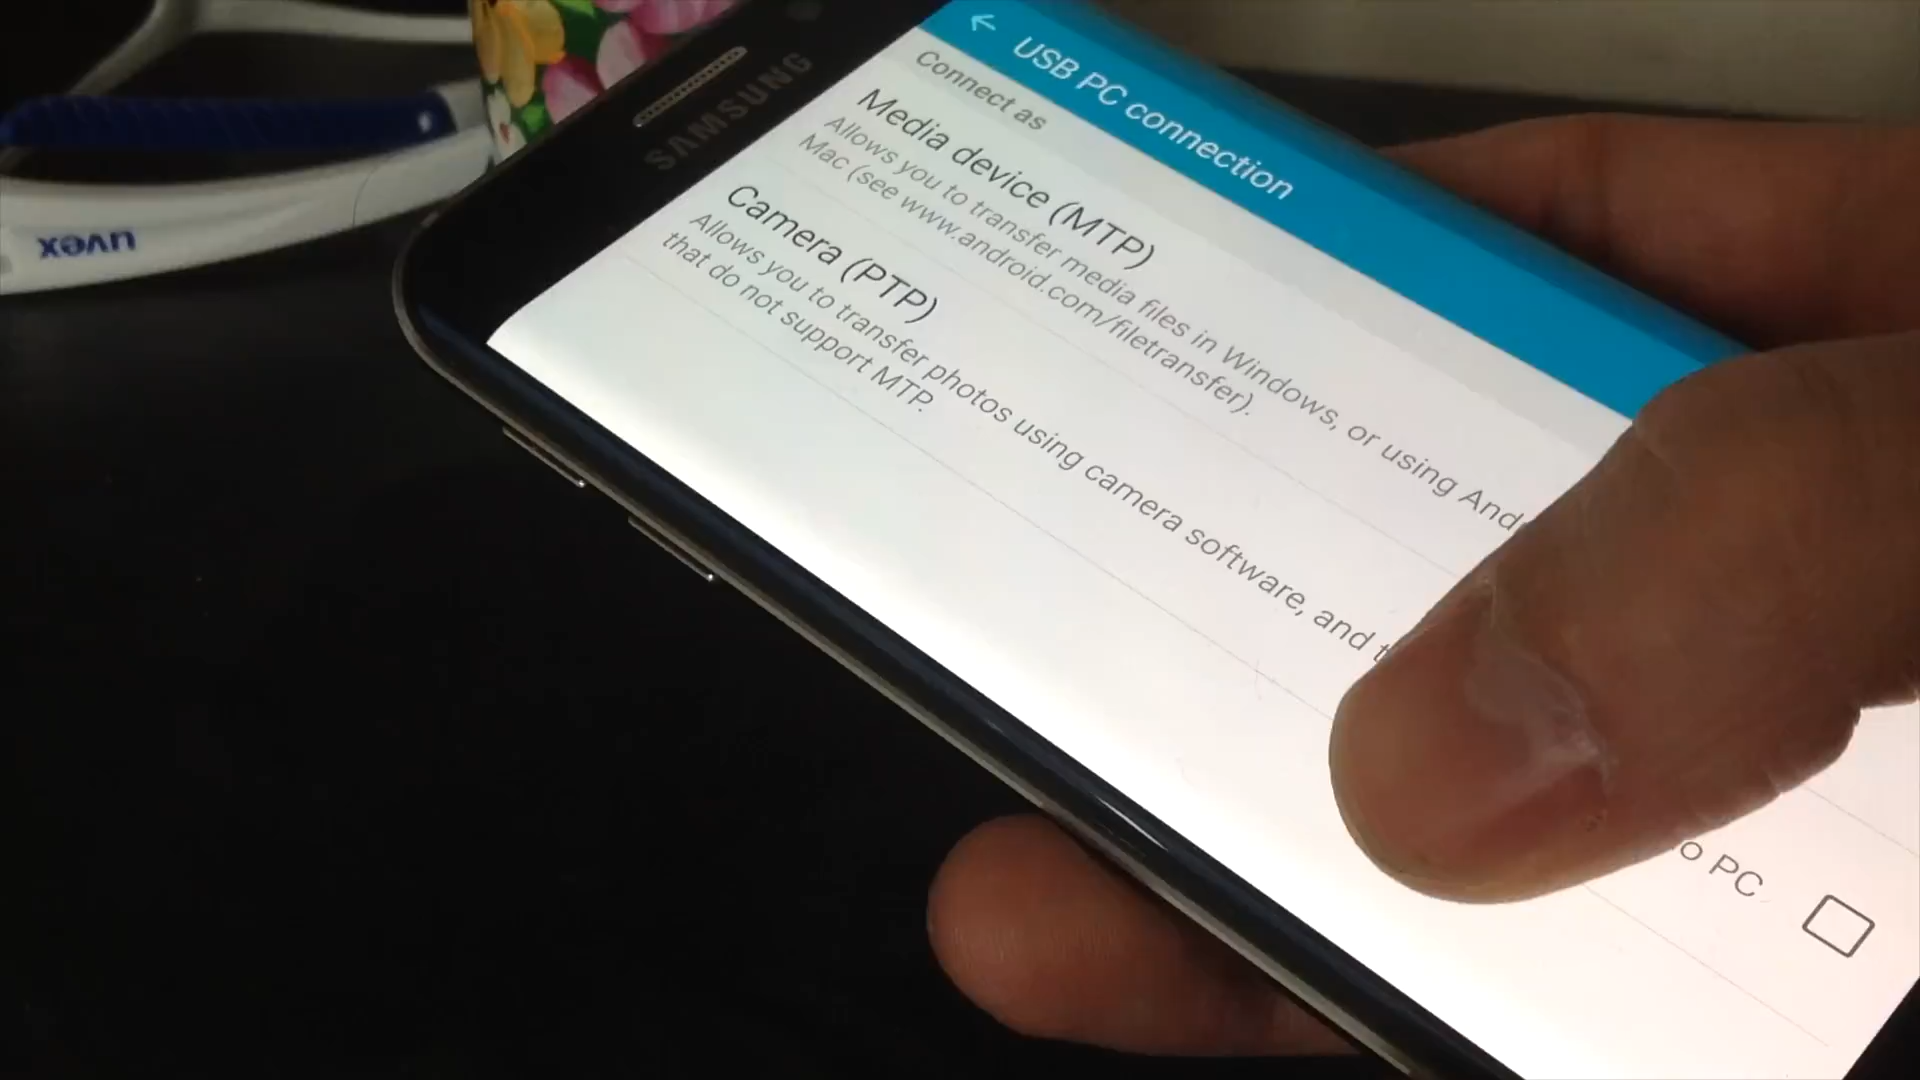 USB PC connection
Connect as
Media device (MTP)
Allows you to transfer media files in Windows, or using And
Mac (see www.android.com/filetransfer).
Camera (PTP)
Allows you to transfer photos using camera software, and t
that do not support MTP.
o PC
SAMSUNG
uvex